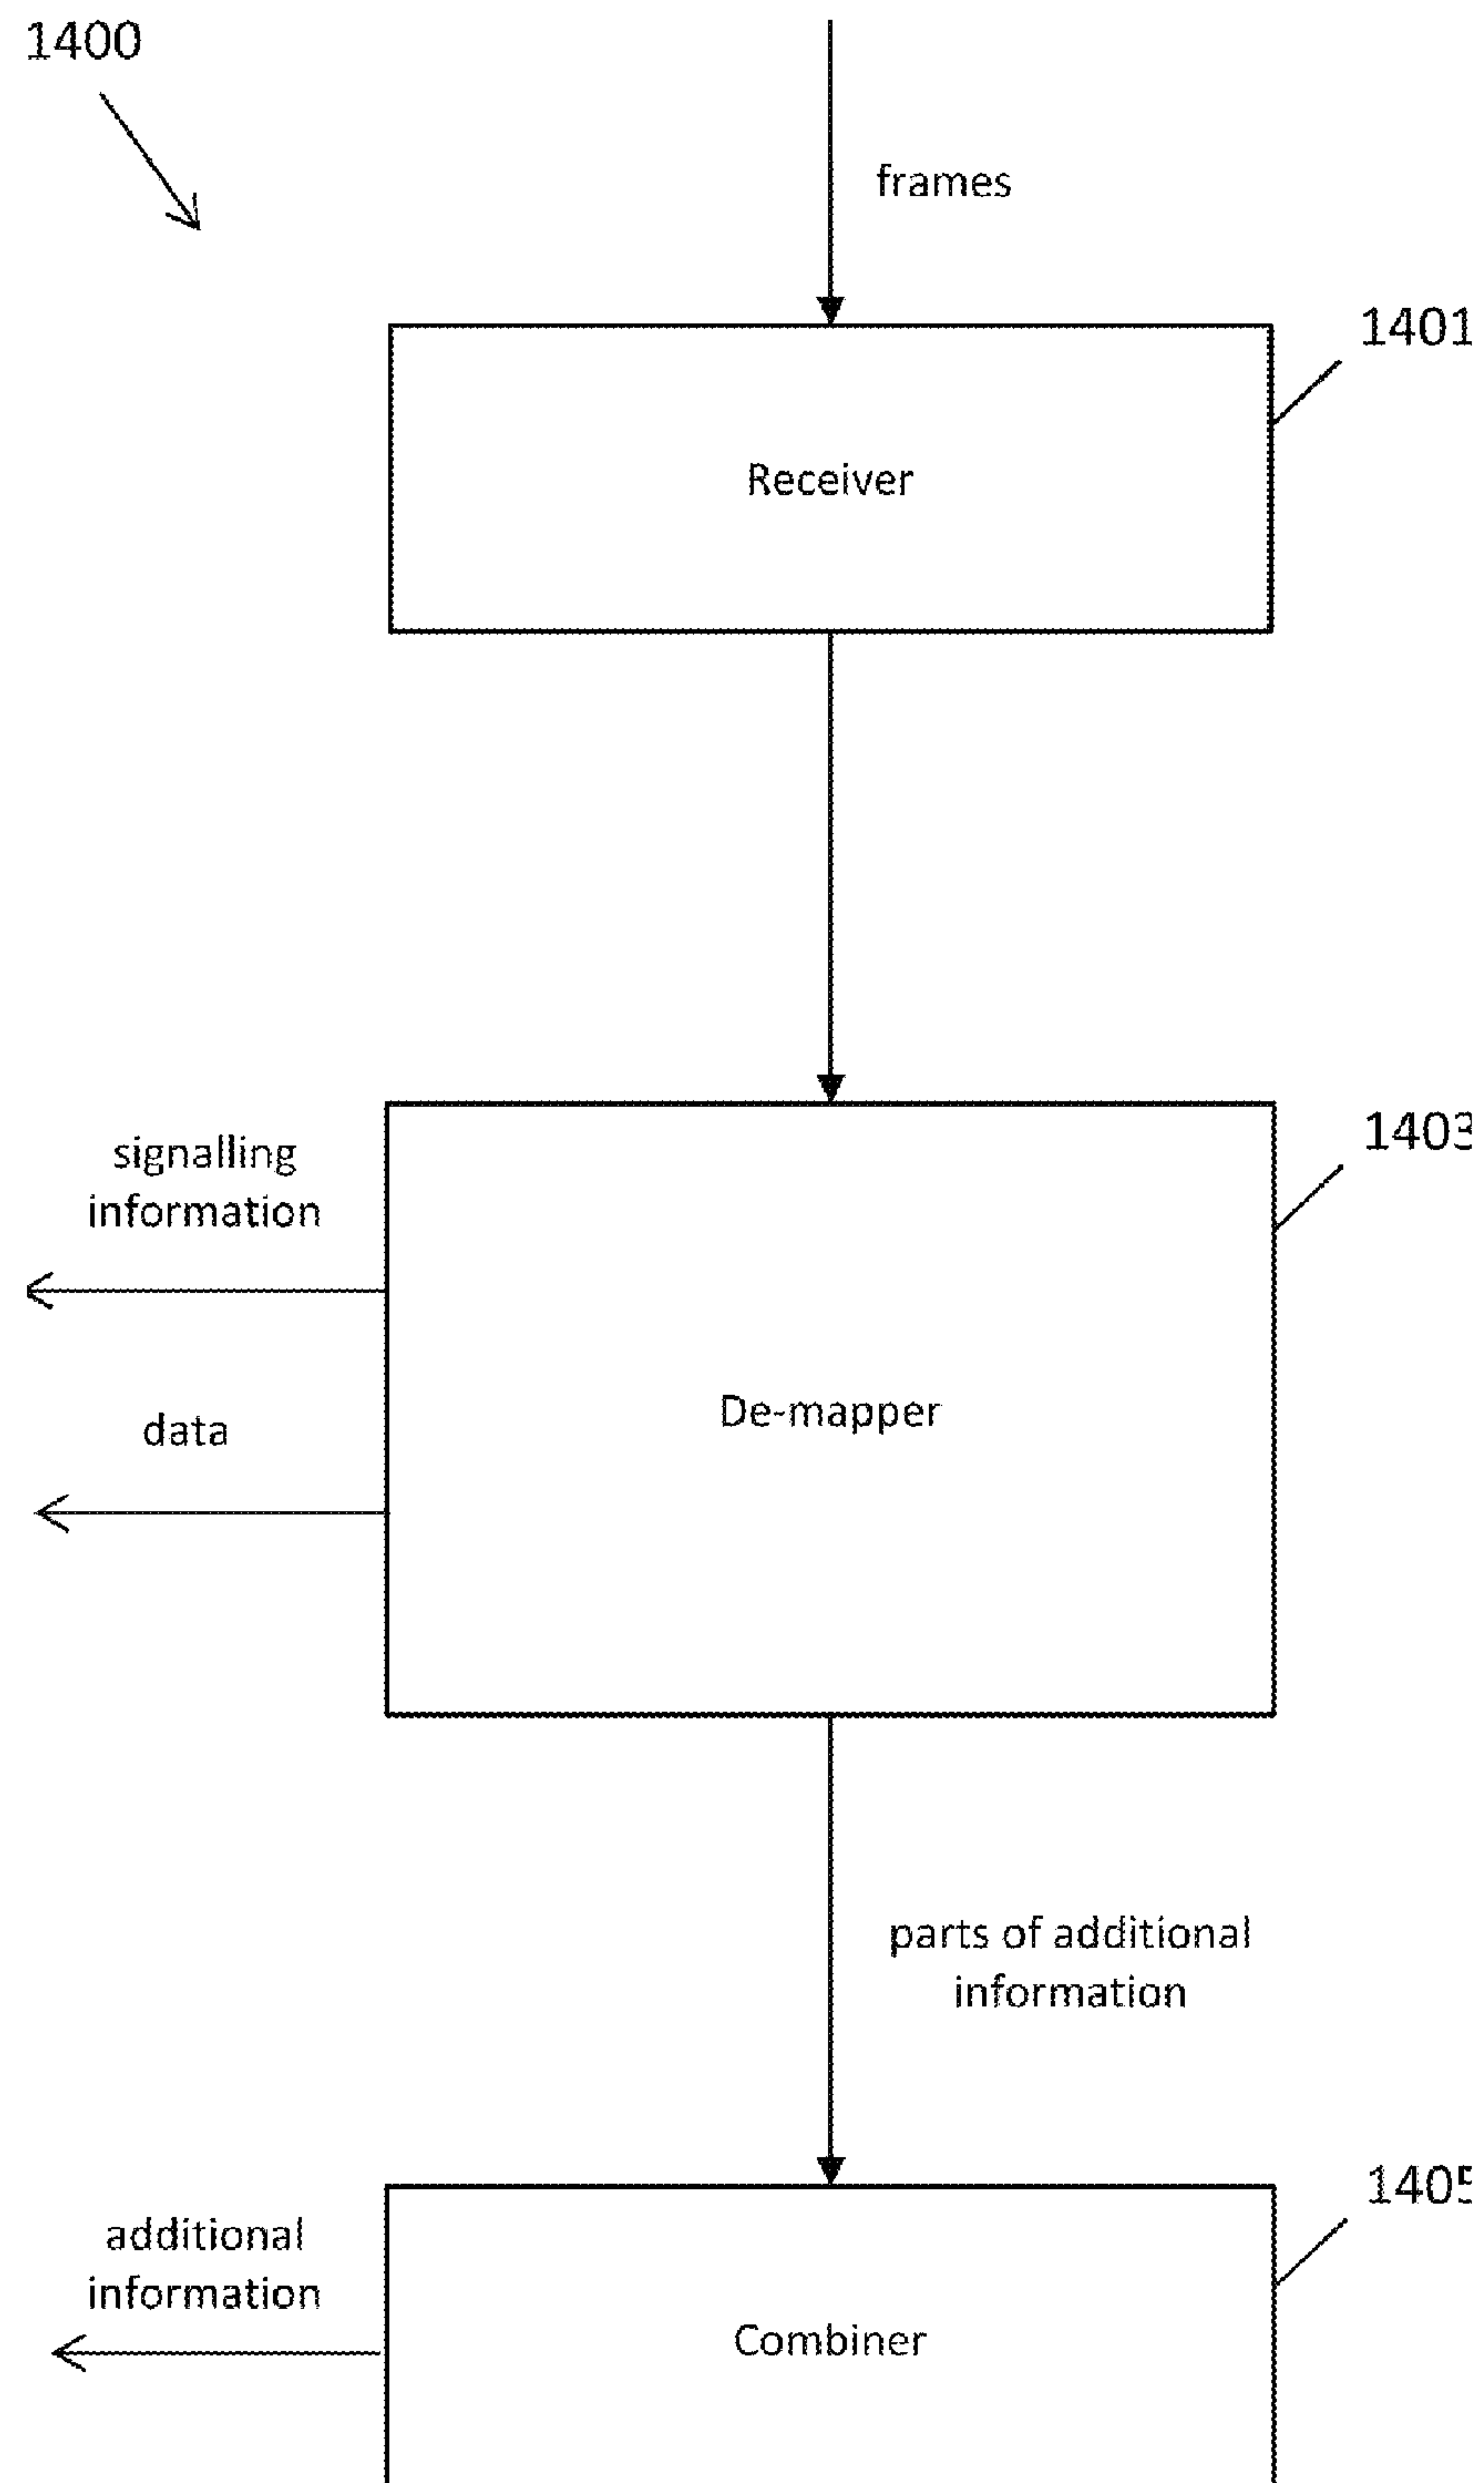 1400
frames
1401
Receiver
1403
signalling
information
data
De-mapper
parts of additional
information
1405
additional
information
Combiner